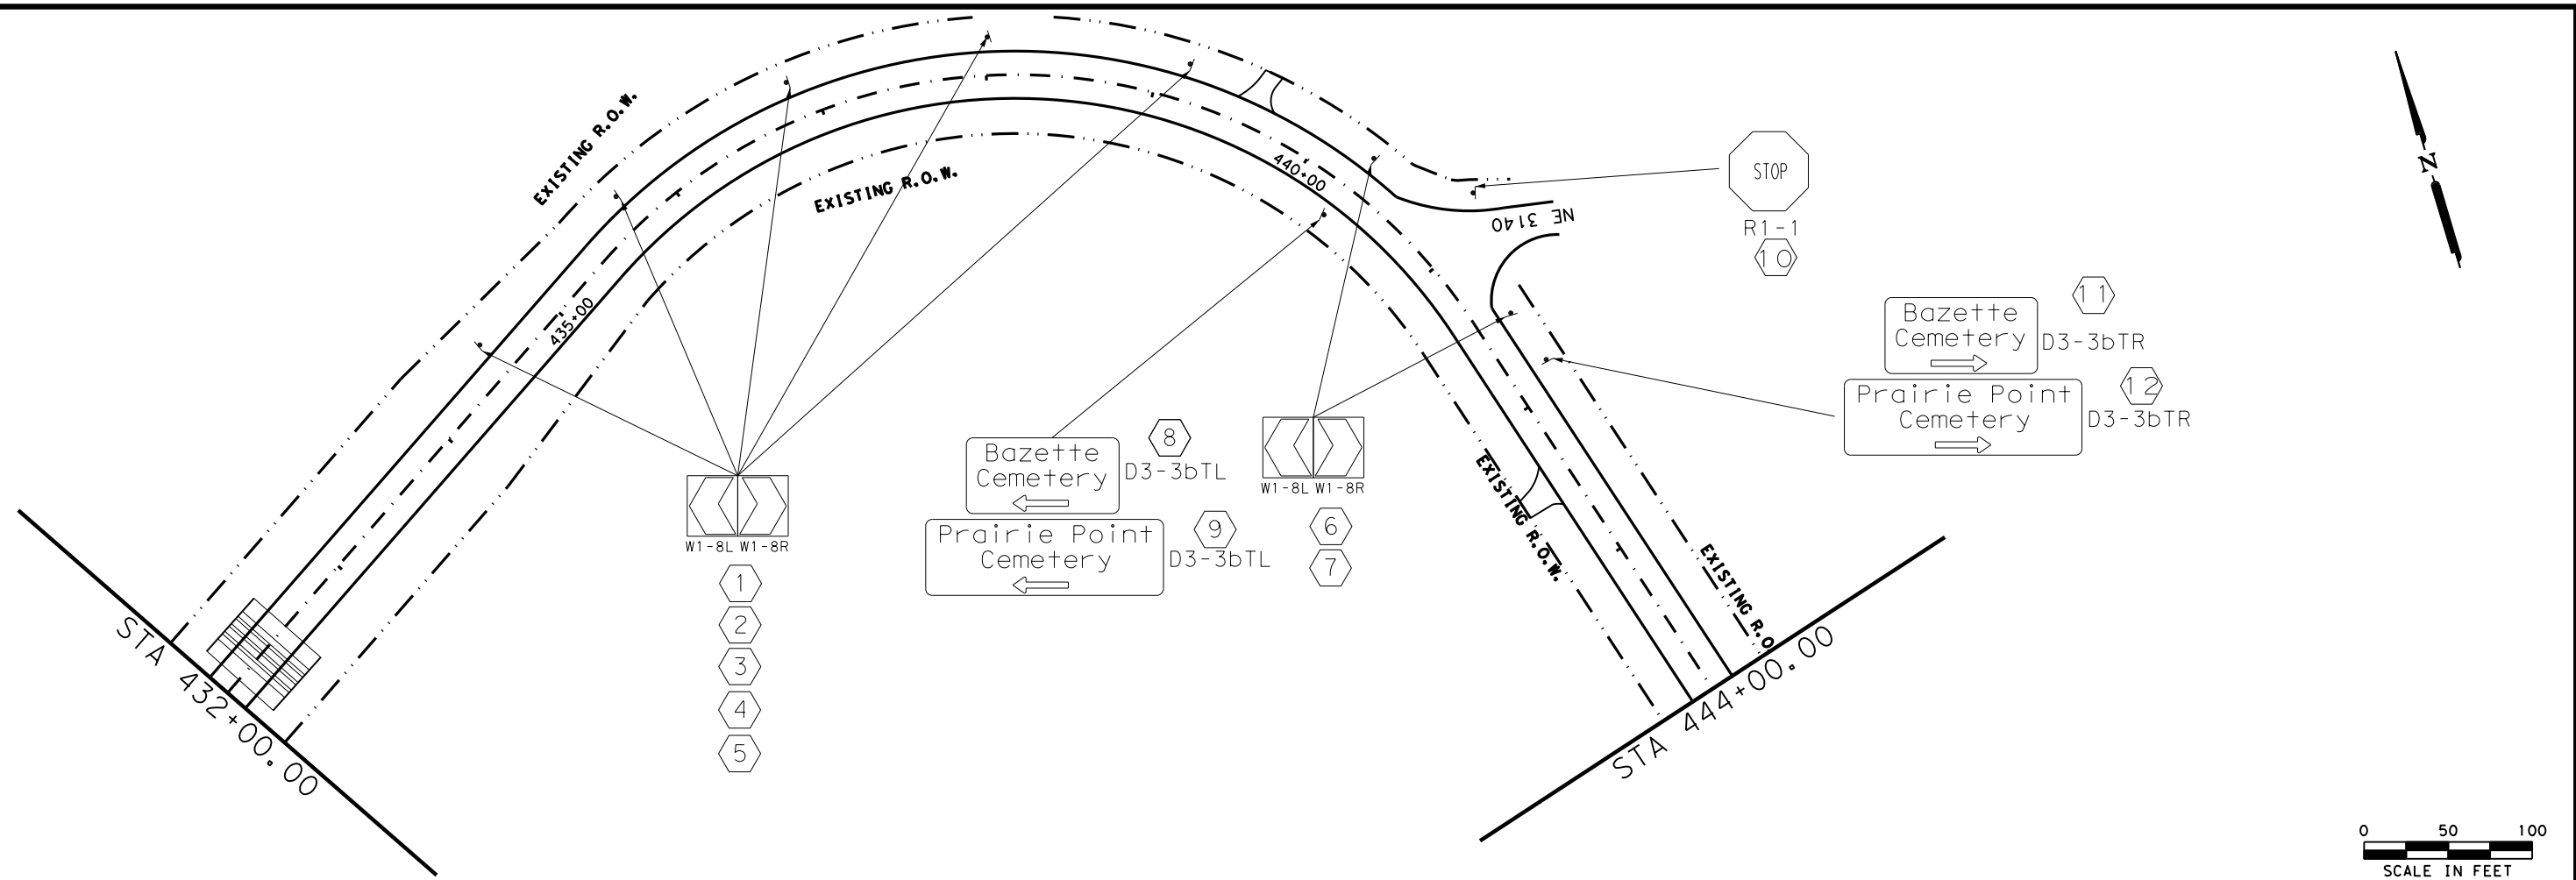 EXISTING R.O.W.
EXISTING R.O.W.
435+00
440+00
NE 3140
STOP
R1-1
10
N
11
Bazette
Cemetery
D3-3bTR
12
Prairie Point
Cemetery
D3-3bTR
8
Bazette
Cemetery
D3-3bTL
9
Prairie Point
Cemetery
D3-3bTL
W1-8L W1-8R
1
2
3
4
5
W1-8L W1-8R
6
7
EXISTING R.O.W.
EXISTING R.O
STA 432+00.00
STA 444+00.00
0 50 100
SCALE IN FEET